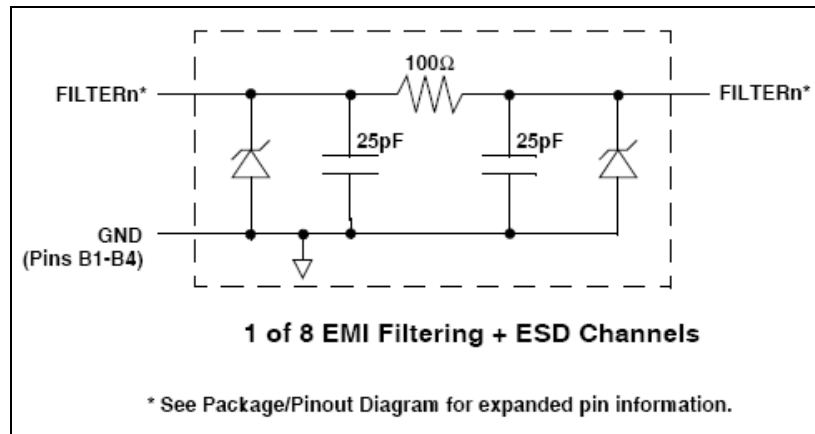 100Ω
FILTERn*
FILTERn*
25pF
25pF
GND
(Pins B1-B4)
1 of 8 EMI Filtering + ESD Channels
* See Package/Pinout Diagram for expanded pin information.